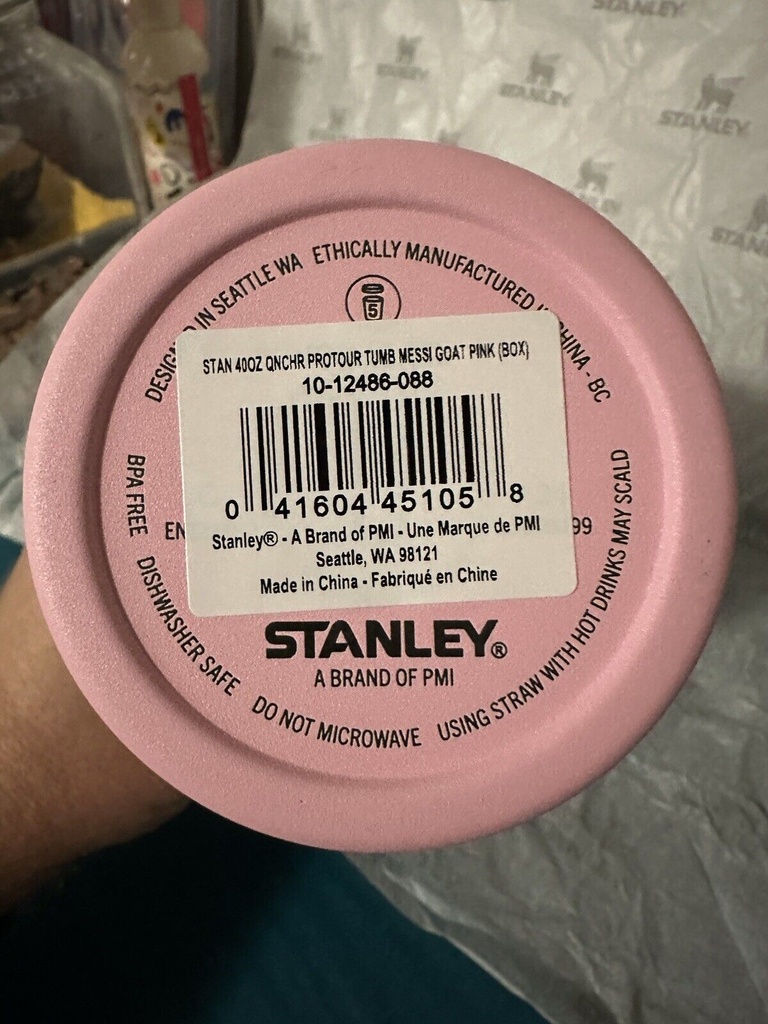 STANLEY
STANLEY
STANLEY
DESIGNED IN SEATTLE WA ETHICALLY MANUFACTURED IN CHINA - BC
5
STAN 40OZ QNCHR PROTOUR TUMB MESSI GOAT PINK (BOX)
10-12486-088
0 41604 45105 8
Stanley® - A Brand of PMI - Une Marque de PMI
Seattle, WA 98121
Made in China - Fabriqué en Chine
EN
99
STANLEY®
A BRAND OF PMI
BPA FREE DISHWASHER SAFE DO NOT MICROWAVE USING STRAW WITH HOT DRINKS MAY SCALD